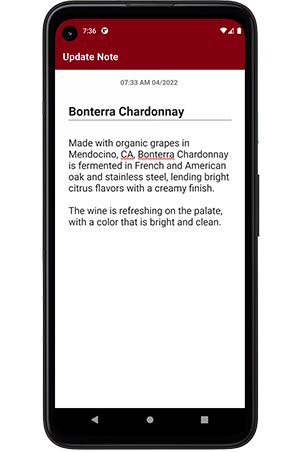 7:36
Update Note
07:33 AM 04/2022
Bonterra Chardonnay
Made with organic grapes in
Mendocino, CA, Bonterra Chardonnay
is fermented in French and American
oak and stainless steel, lending bright
citrus flavors with a creamy finish.
The wine is refreshing on the palate,
with a color that is bright and clean.